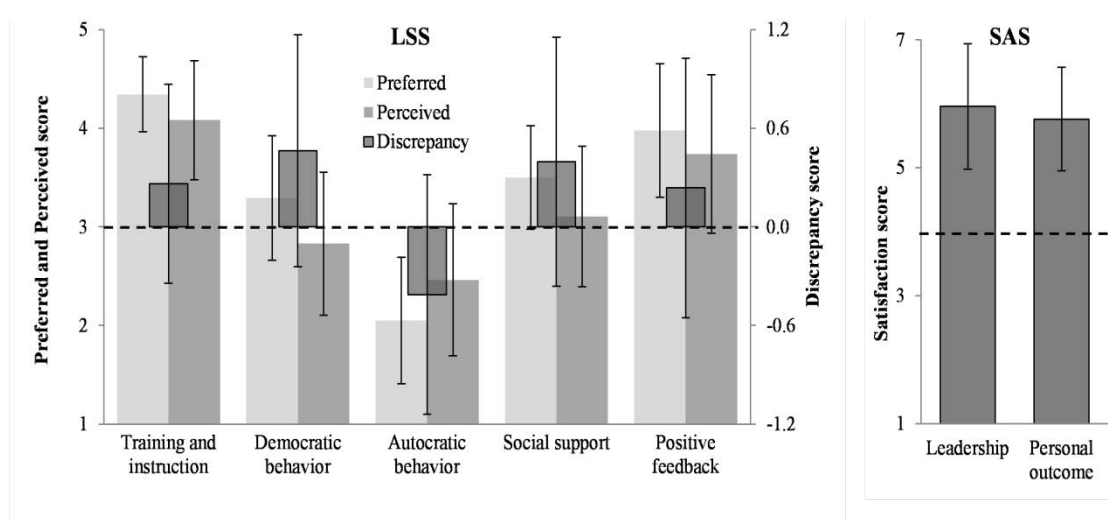 LSS
Preferred
Perceived
Discrepancy
Preferred and Perceived score
5
4
3
2
1
1.2
0.6
0.0
-0.6
-1.2
Discrepancy score
Training and
instruction
Democratic
behavior
Autocratic
behavior
Social support
Positive
feedback
SAS
Satisfaction score
7
5
3
1
Leadership
Personal
outcome